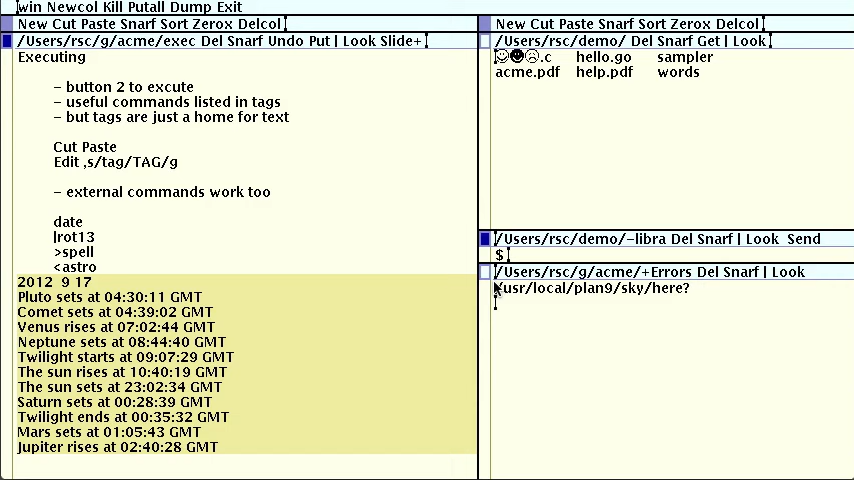 win Newcol Kill Putall Dump Exit
New Cut Paste Snarf Sort Zerox Delcol
/Users/rsc/g/acme/exec Del Snarf Undo Put | Look Slide+
Executing
– button 2 to excute
– useful commands listed in tags
– but tags are just a home for text
Cut Paste
Edit ,s/tag/TAG/g
– external commands work too
date
|rot13
>spell
<astro
2012 9 17
Pluto sets at 04:30:11 GMT
Comet sets at 04:39:02 GMT
Venus rises at 07:02:44 GMT
Neptune sets at 08:44:40 GMT
Twilight starts at 09:07:29 GMT
The sun rises at 10:40:19 GMT
The sun sets at 23:02:34 GMT
Saturn sets at 00:28:39 GMT
Twilight ends at 00:35:32 GMT
Mars sets at 01:05:43 GMT
Jupiter rises at 02:40:28 GMT
New Cut Paste Snarf Sort Zerox Delcol
/Users/rsc/demo/ Del Snarf Get | Look
☺☻☹.c hello.go sampler
acme.pdf help.pdf words
/Users/rsc/demo/-libra Del Snarf | Look Send
$
/Users/rsc/g/acme/+Errors Del Snarf | Look
/usr/local/plan9/sky/here?